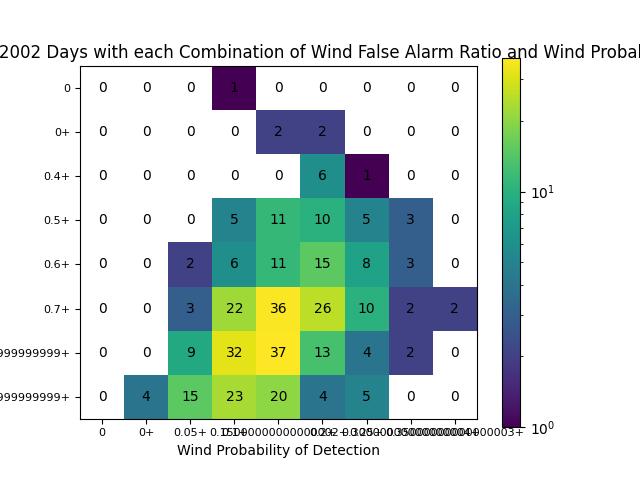 2002 Days with each Combination of Wind False Alarm Ratio and Wind Probab
0 0 0 0 1 0 0 0 0 0
0+ 0 0 0 0 2 2 0 0 0
0.4+ 0 0 0 0 0 6 1 0 0
0.5+ 0 0 0 5 11 10 5 3 0
0.6+ 0 0 2 6 11 15 8 3 0
0.7+ 0 0 3 22 36 26 10 2 2
999999999+ 0 0 9 32 37 13 4 2 0
999999999+ 0 4 15 23 20 4 5 0 0
0 0+ 0.05+
Wind Probability of Detection
10¹
10⁰